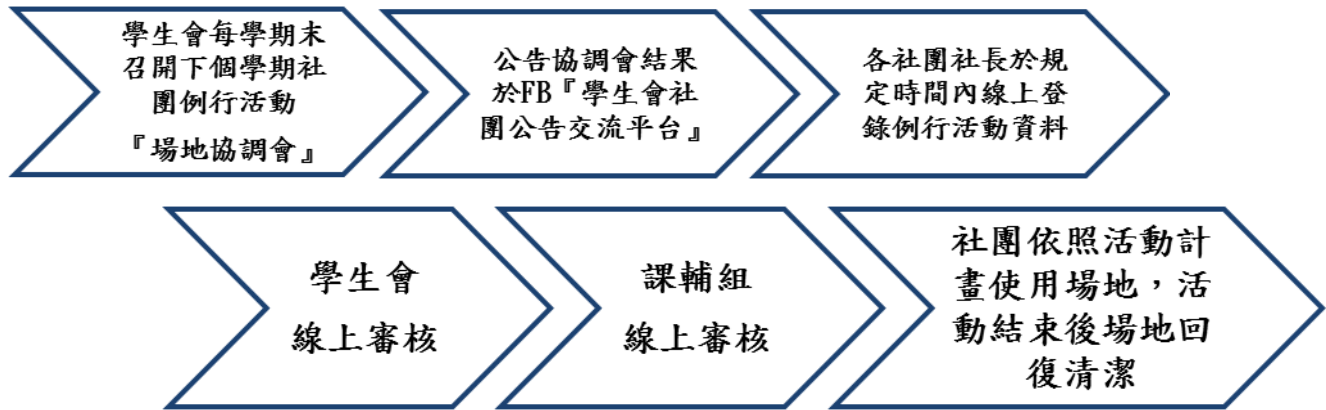 學生會每學期末
召開下個學期社
團例行活動
『場地協調會』
公告協調會結果
於FB『學生會社
團公告交流平台』
各社團社長於規
定時間內線上登
錄例行活動資料
學生會
線上審核
課輔組
線上審核
社團依照活動計
畫使用場地，活
動結束後場地回
復清潔